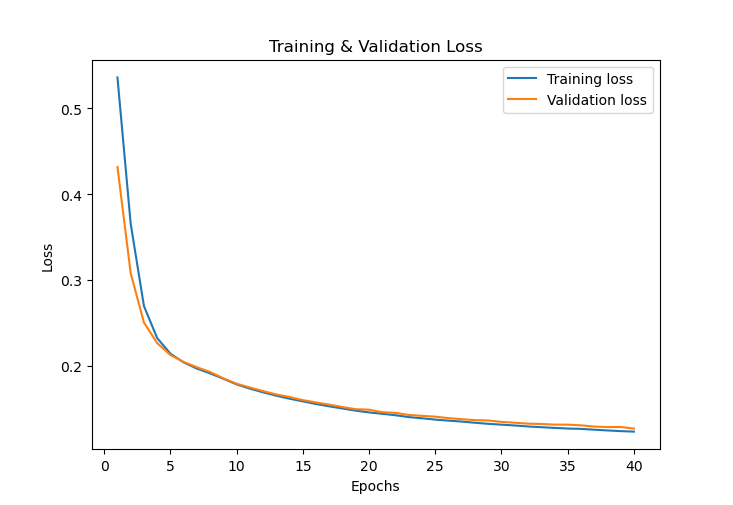 Training & Validation Loss
Training loss
Validation loss
Loss
0.5
0.4
0.3
0.2
0 5 10 15 20 25 30 35 40
Epochs